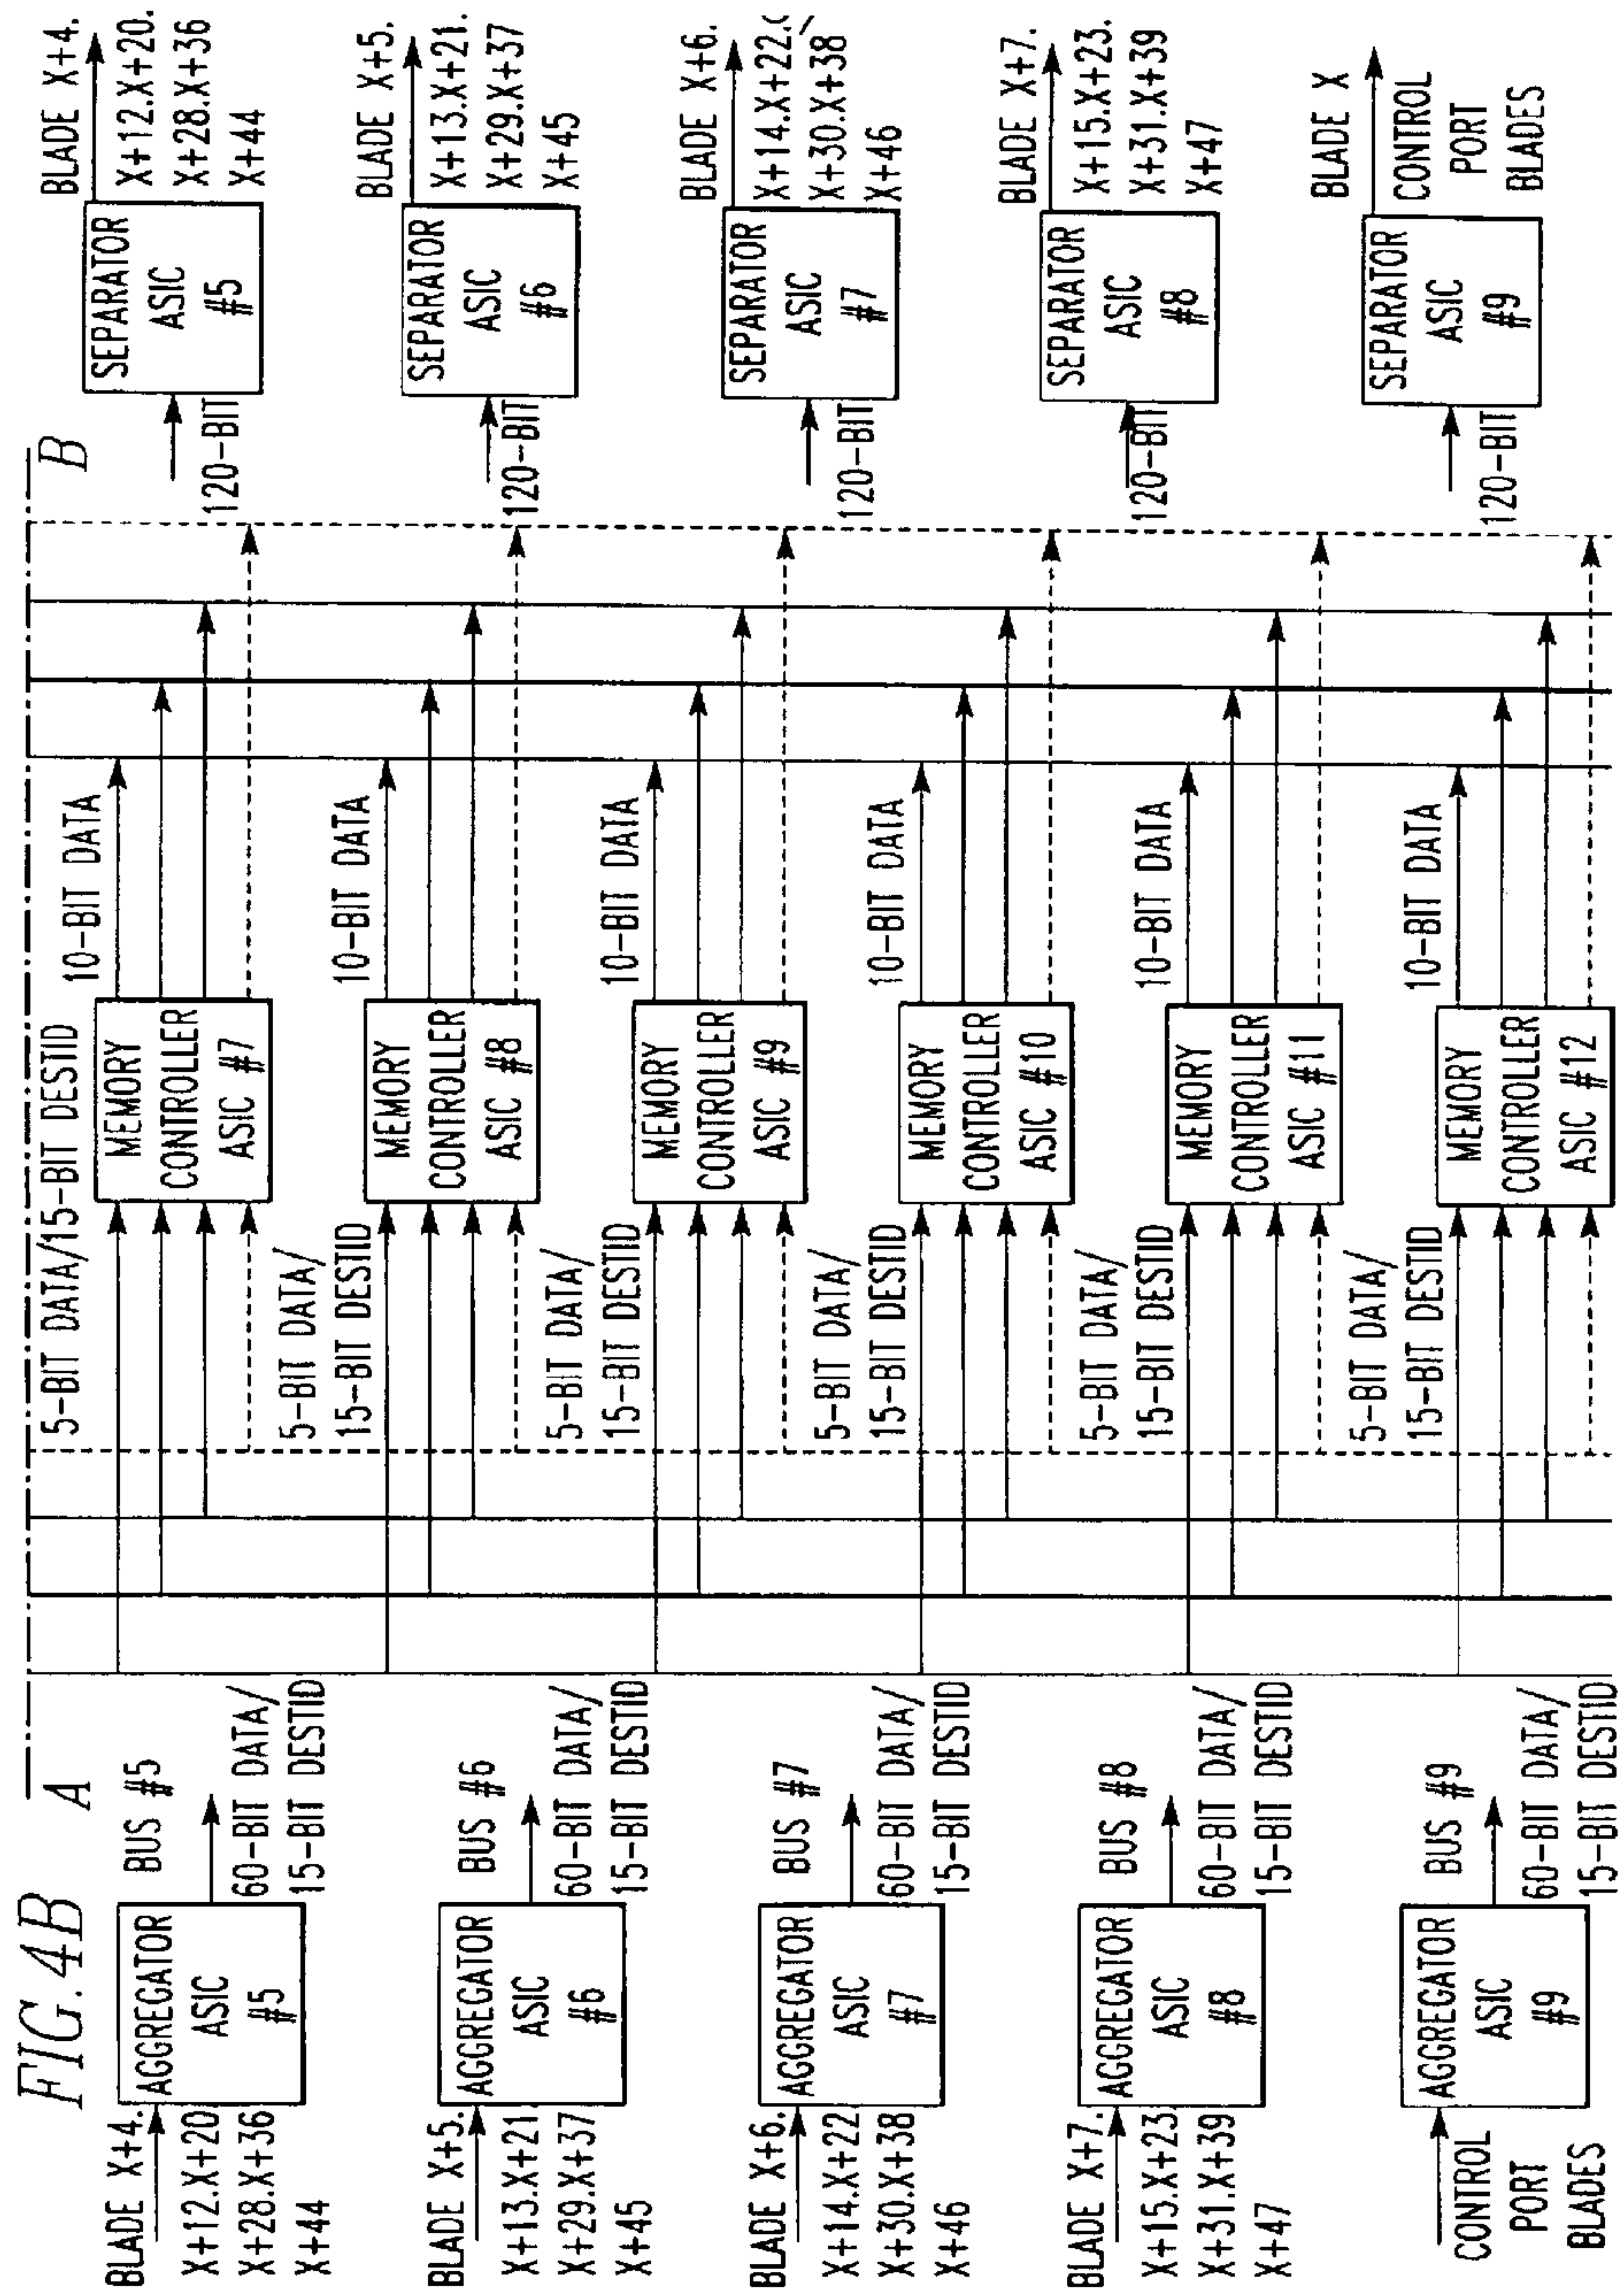 FIG. 4B
A
B
BLADE X+4.
X+12.X+20
X+28.X+36
X+44
AGGREGATOR
ASIC
#5
BUS #5
60-BIT DATA/
15-BIT DESTID
BLADE X+5.
X+13.X+21
X+29.X+37
X+45
AGGREGATOR
ASIC
#6
BUS #6
60-BIT DATA/
15-BIT DESTID
BLADE X+6.
X+14.X+22
X+30.X+38
X+46
AGGREGATOR
ASIC
#7
BUS #7
60-BIT DATA/
15-BIT DESTID
BLADE X+7.
X+15.X+23
X+31.X+39
X+47
AGGREGATOR
ASIC
#8
BUS #8
60-BIT DATA/
15-BIT DESTID
CONTROL
PORT
BLADES
AGGREGATOR
ASIC
#9
BUS #9
60-BIT DATA/
15-BIT DESTID
5-BIT DATA/15-BIT DESTID
MEMORY
CONTROLLER
ASIC #7
10-BIT DATA
5-BIT DATA/
15-BIT DESTID
MEMORY
CONTROLLER
ASIC #8
10-BIT DATA
5-BIT DATA/
15-BIT DESTID
MEMORY
CONTROLLER
ASIC #9
10-BIT DATA
5-BIT DATA/
15-BIT DESTID
MEMORY
CONTROLLER
ASIC #10
10-BIT DATA
5-BIT DATA/
15-BIT DESTID
MEMORY
CONTROLLER
ASIC #11
10-BIT DATA
5-BIT DATA/
15-BIT DESTID
MEMORY
CONTROLLER
ASIC #12
10-BIT DATA
120-BIT
SEPARATOR
ASIC
#5
BLADE X+4.
X+12.X+20.
X+28.X+36
X+44
120-BIT
SEPARATOR
ASIC
#6
BLADE X+5.
X+13.X+21.
X+29.X+37
X+45
120-BIT
SEPARATOR
ASIC
#7
BLADE X+6.
X+14.X+22.
X+30.X+38
X+46
120-BIT
SEPARATOR
ASIC
#8
BLADE X+7.
X+15.X+23.
X+31.X+39
X+47
120-BIT
SEPARATOR
ASIC
#9
BLADE X
CONTROL
PORT
BLADES